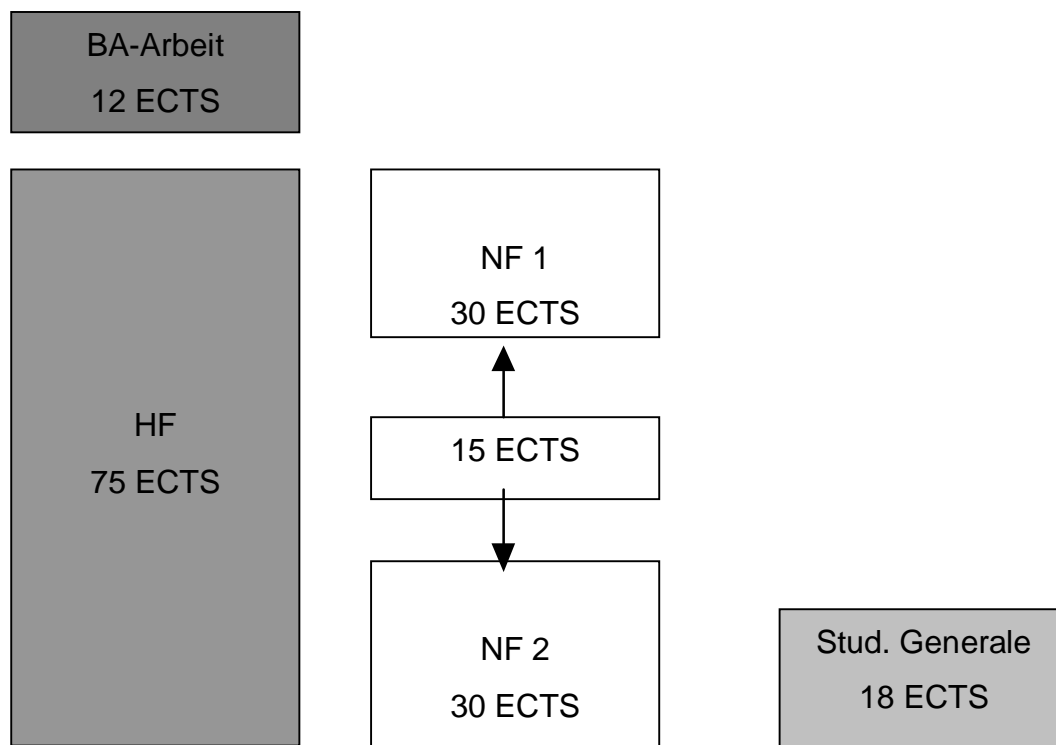 BA-Arbeit
12 ECTS
HF
75 ECTS
NF 1
30 ECTS
15 ECTS
NF 2
30 ECTS
Stud. Generale
18 ECTS